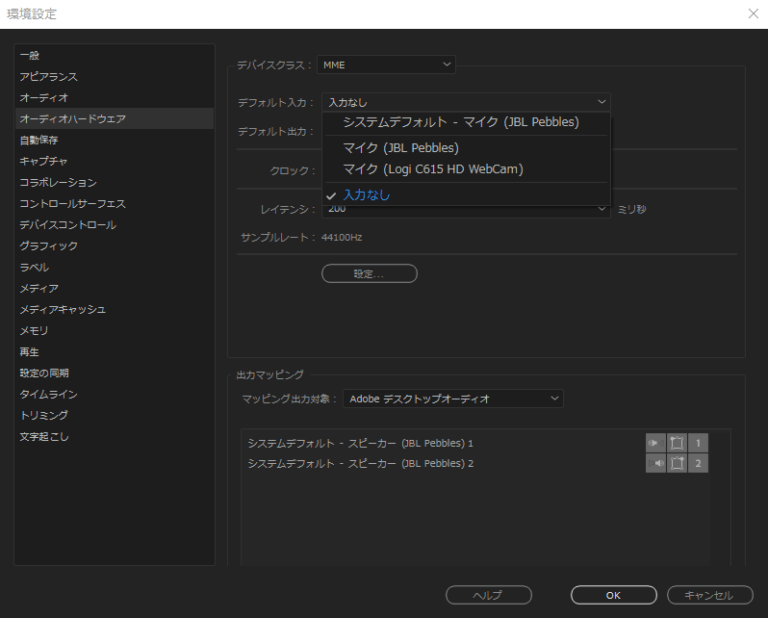 環境設定
一般
アピアランス
オーディオ
オーディオハードウェア
自動保存
キャプチャ
コラボレーション
コントロールサーフェス
デバイスコントロール
グラフィック
ラベル
メディア
メディアキャッシュ
メモリ
再生
設定の同期
タイムライン
トリミング
文字起こし
デバイスクラス : MME
デフォルト入力 : 入力なし
システムデフォルト - マイク (JBL Pebbles)
デフォルト出力 :
マイク (JBL Pebbles)
クロック : マイク (Logi C615 HD WebCam)
入力なし
レイテンシ : 200 ミリ秒
サンプルレート : 44100Hz
設定...
出力マッピング
マッピング出力対象 : Adobe デスクトップオーディオ
システムデフォルト - スピーカー (JBL Pebbles) 1 1
システムデフォルト - スピーカー (JBL Pebbles) 2 2
ヘルプ OK キャンセル